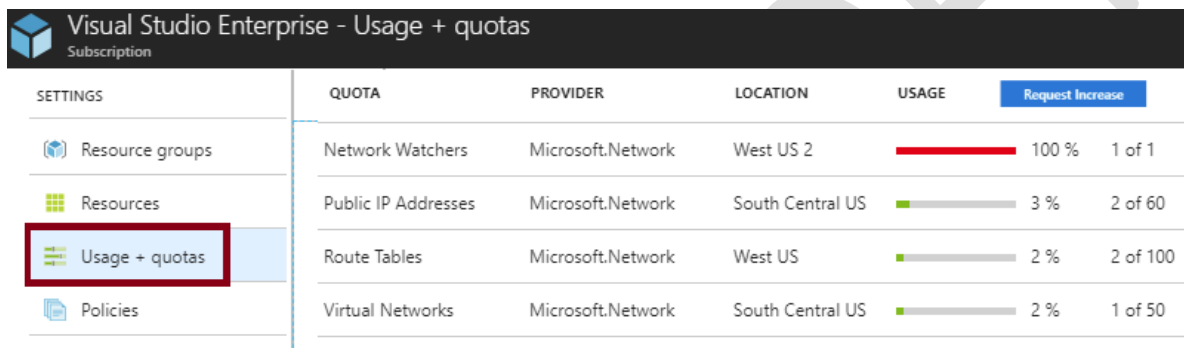 Visual Studio Enterprise - Usage + quotas
Subscription
SETTINGS
Resource groups
Resources
Usage + quotas
Policies
QUOTA PROVIDER LOCATION USAGE Request Increase
Network Watchers Microsoft.Network West US 2 100 % 1 of 1
Public IP Addresses Microsoft.Network South Central US 3 % 2 of 60
Route Tables Microsoft.Network West US 2 % 2 of 100
Virtual Networks Microsoft.Network South Central US 2 % 1 of 50